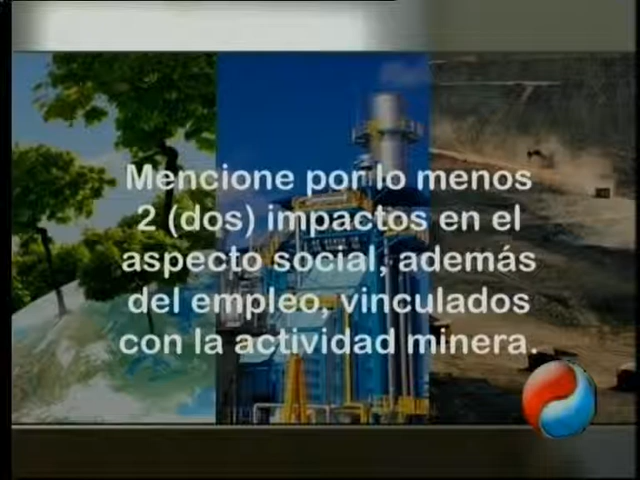 Mencione por lo menos
2 (dos) impactos en el
aspecto social, además
del empleo, vinculados
con la actividad minera.